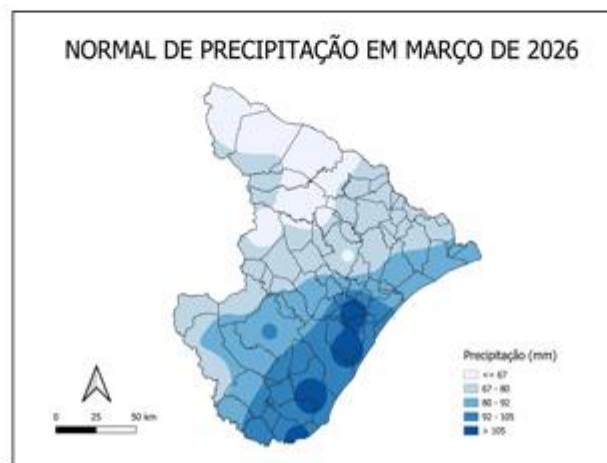 NORMAL DE PRECIPITAÇÃO EM MARÇO DE 2026
Precipitação (mm)
<= 67
67 - 80
80 - 92
92 - 105
> 105
0 25 50 km